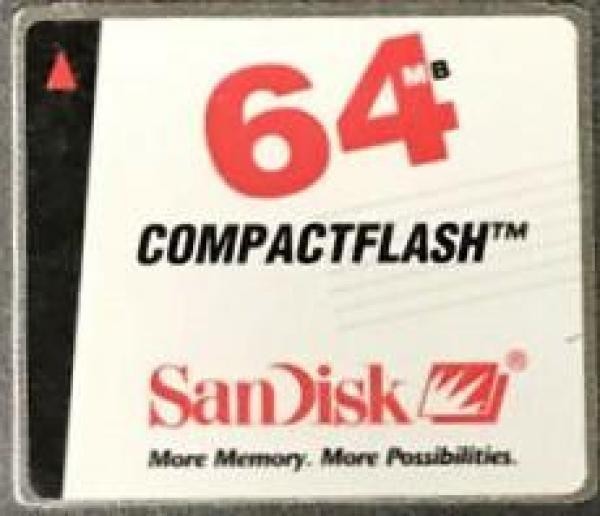 64MB
COMPACTFLASH™
SanDisk®
More Memory. More Possibilities.